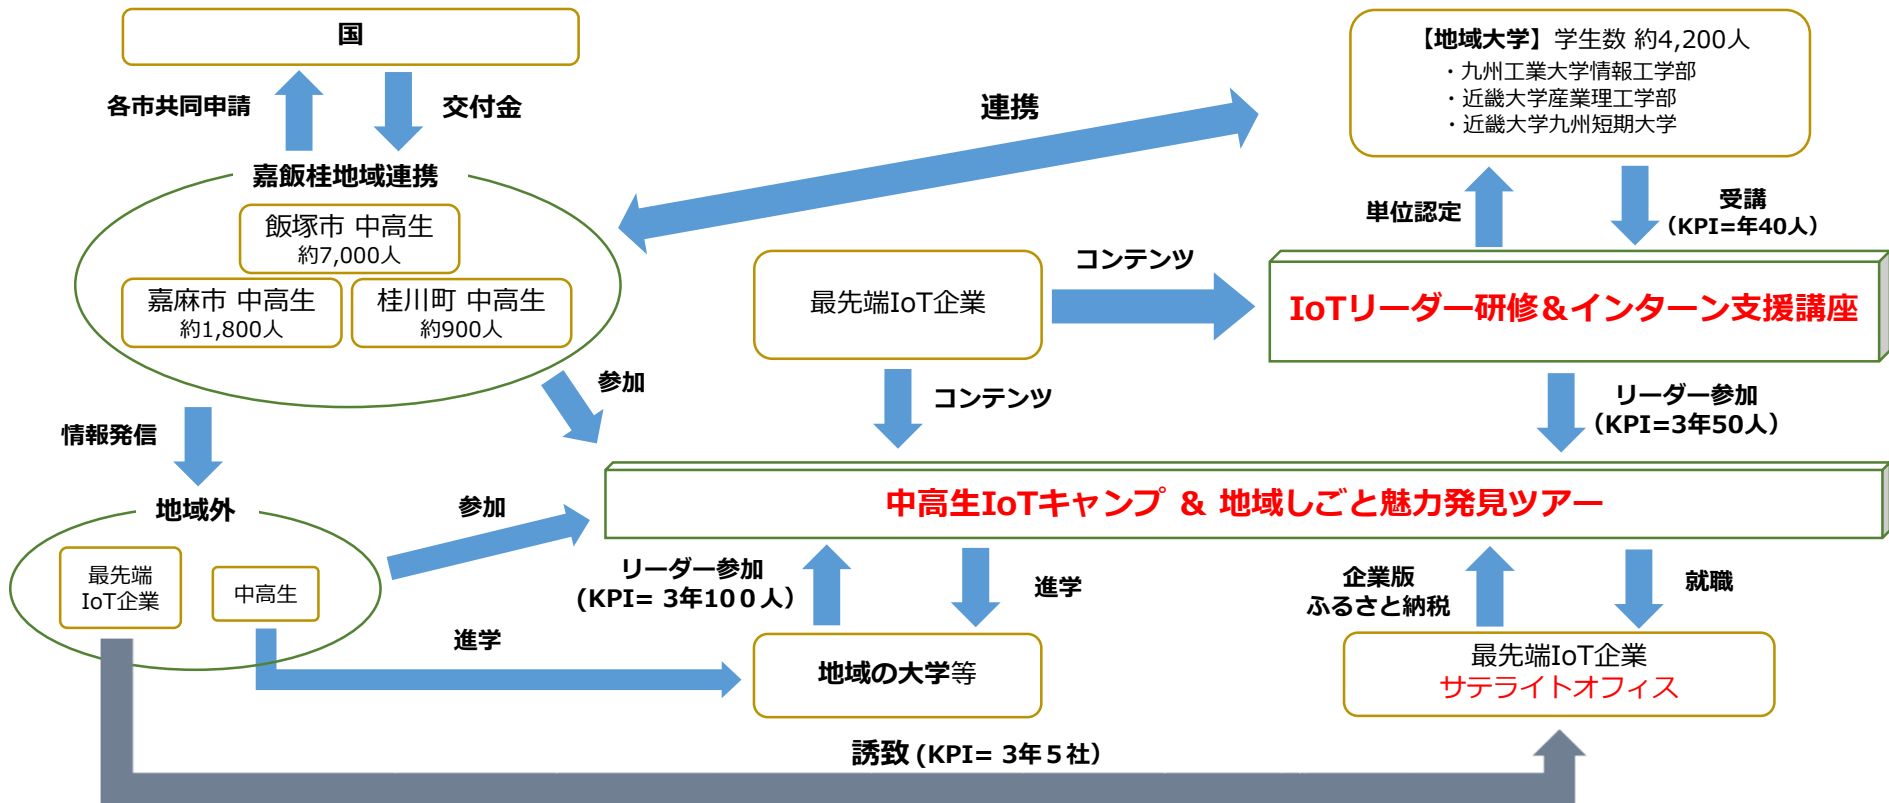 国
各市共同申請
交付金
連携
【地域大学】学生数 約4,200人
・九州工業大学情報工学部
・近畿大学産業理工学部
・近畿大学九州短期大学
嘉飯桂地域連携
飯塚市 中高生
約7,000人
嘉麻市 中高生
約1,800人
桂川町 中高生
約900人
単位認定
受講
（KPI=年40人）
最先端IoT企業
コンテンツ
IoTリーダー研修＆インターン支援講座
参加
コンテンツ
リーダー参加
（KPI=3年50人）
情報発信
地域外
参加
中高生IoTキャンプ ＆ 地域しごと魅力発見ツアー
最先端
IoT企業
中高生
リーダー参加
(KPI= 3年1００人）
進学
企業版
ふるさと納税
就職
進学
地域の大学等
最先端IoT企業
サテライトオフィス
誘致 (KPI= 3年５社）